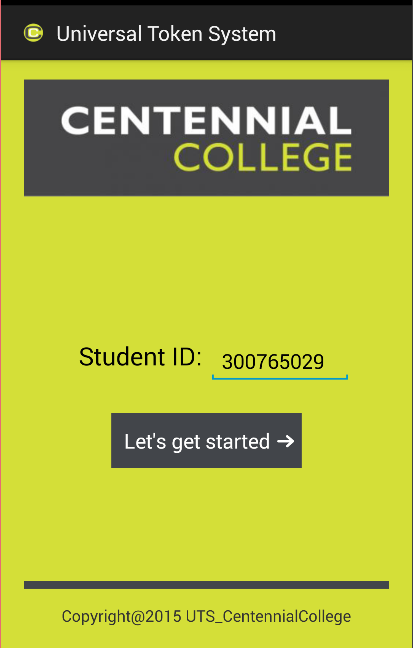 Universal Token System
CENTENNIAL
COLLEGE
Student ID: 300765029
Let's get started →
Copyright@2015 UTS_CentennialCollege